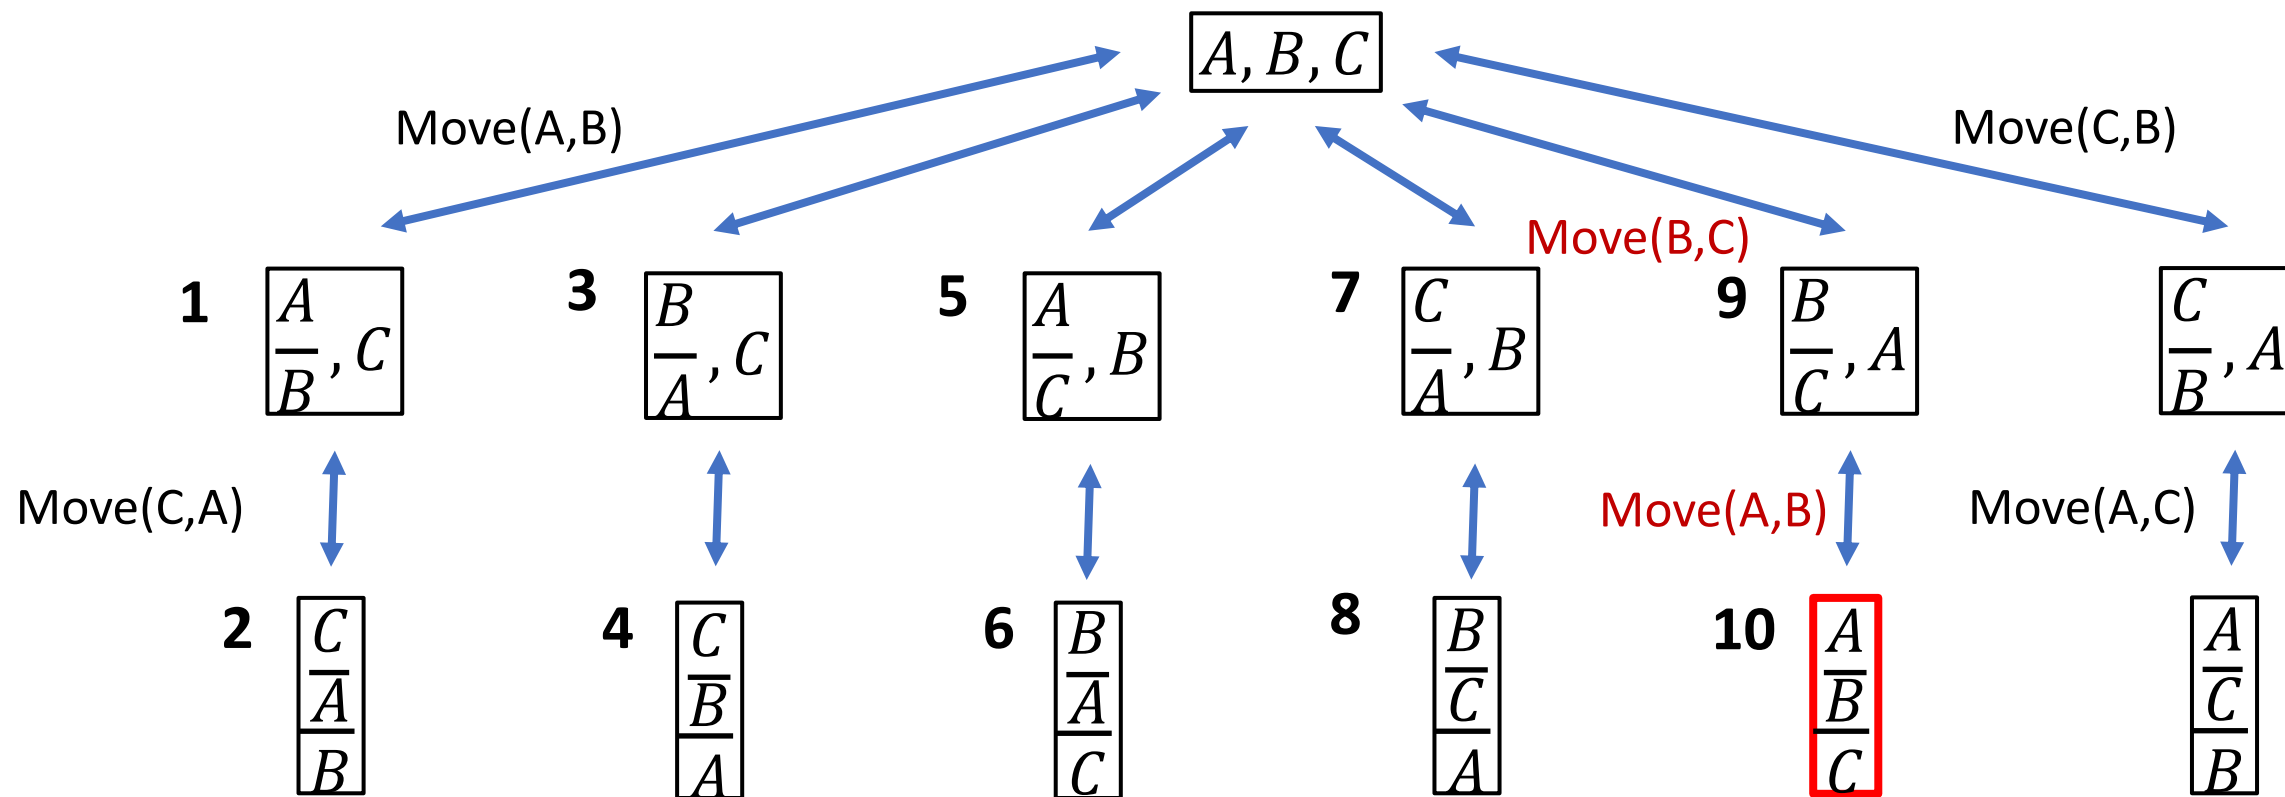 A, B, C
Move(A,B)
Move(C,B)
Move(B,C)
1
A
B , C
3
B
A , C
5
A
C , B
7
C
A , B
9
B
C , A
C
B , A
Move(C,A)
Move(A,B)
Move(A,C)
2
C
A
B
4
C
B
A
6
B
A
C
8
B
C
A
10
A
B
C
A
C
B